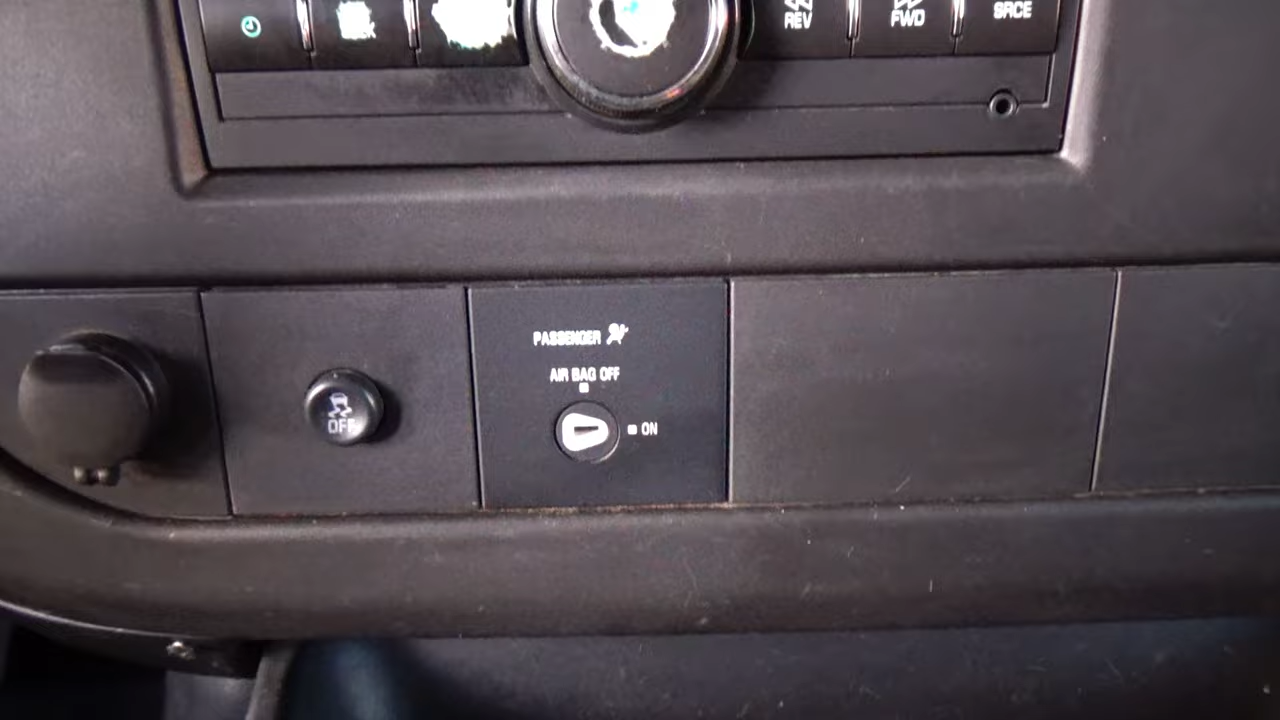 REV
FWD
SRCE
PASSENGER
AIR BAG OFF
ON
OFF